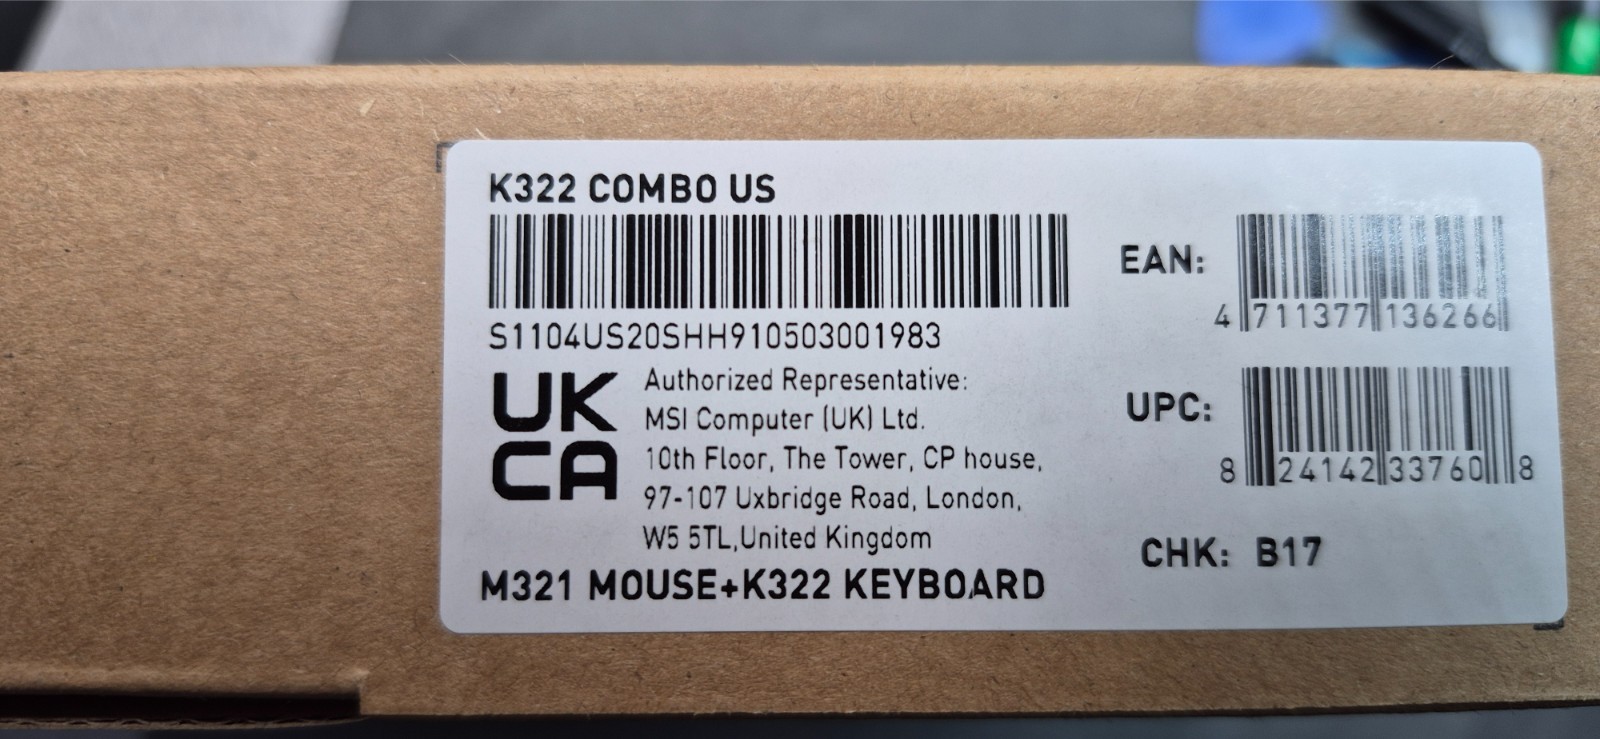 K322 COMBO US
S1104US20SHH910503001983
UK
CA
Authorized Representative:
MSI Computer (UK) Ltd.
10th Floor, The Tower, CP house,
97-107 Uxbridge Road, London,
W5 5TL,United Kingdom
M321 MOUSE+K322 KEYBOARD
EAN:
4 711377 136266
UPC:
8 24142 33760 8
CHK: B17